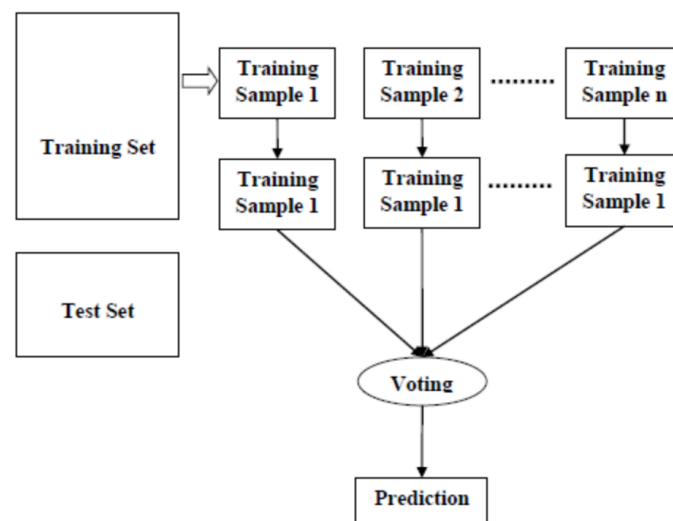 Training Set
Training
Sample 1
Training
Sample 2
.........
Training
Sample n
Training
Sample 1
Training
Sample 1
.........
Training
Sample 1
Test Set
Voting
Prediction